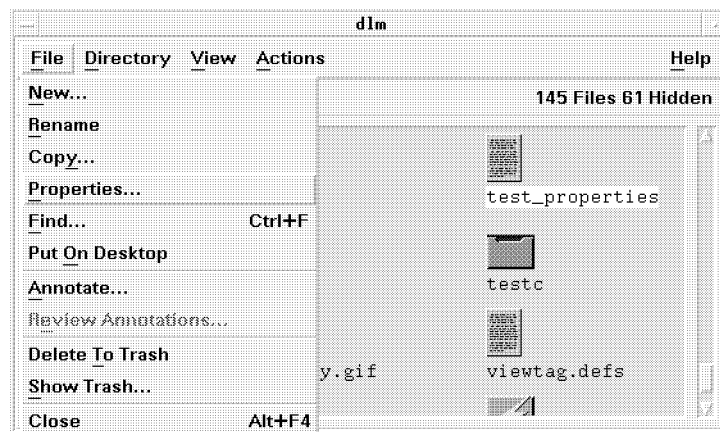 dlm
File Directory View Actions Help
New...
145 Files 61 Hidden
Rename
Copy...
Properties...
test_properties
Find... Ctrl+F
Put On Desktop
Annotate...
testc
Review Annotations...
Delete To Trash
y.gif viewtag.defs
Show Trash...
Close Alt+F4